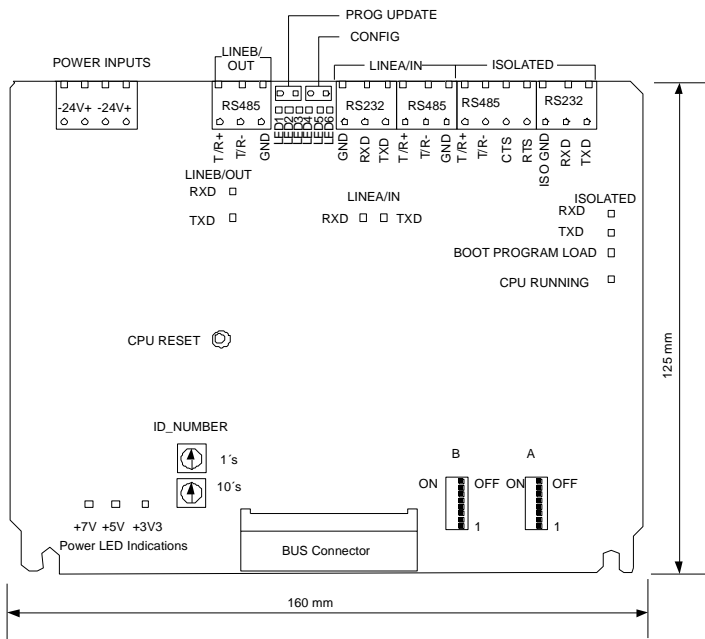 PROG UPDATE
CONFIG
POWER INPUTS
LINEB/
OUT
LINEA/IN
ISOLATED
-24V+ -24V+
RS485
RS232
RS485
RS485
RS232
T/R+
T/R-
GND
LED1
LED2
LED3
LED4
LED5
LED6
GND
RXD
TXD
T/R+
T/R-
GND
T/R+
T/R-
CTS
RTS
ISO GND
RXD
TXD
LINEB/OUT
RXD
TXD
LINEA/IN
RXD
TXD
ISOLATED
RXD
TXD
BOOT PROGRAM LOAD
CPU RUNNING
CPU RESET
125 mm
ID_NUMBER
1´s
10´s
B
A
ON
OFF
ON
OFF
1
1
+7V +5V +3V3
Power LED Indications
BUS Connector
160 mm